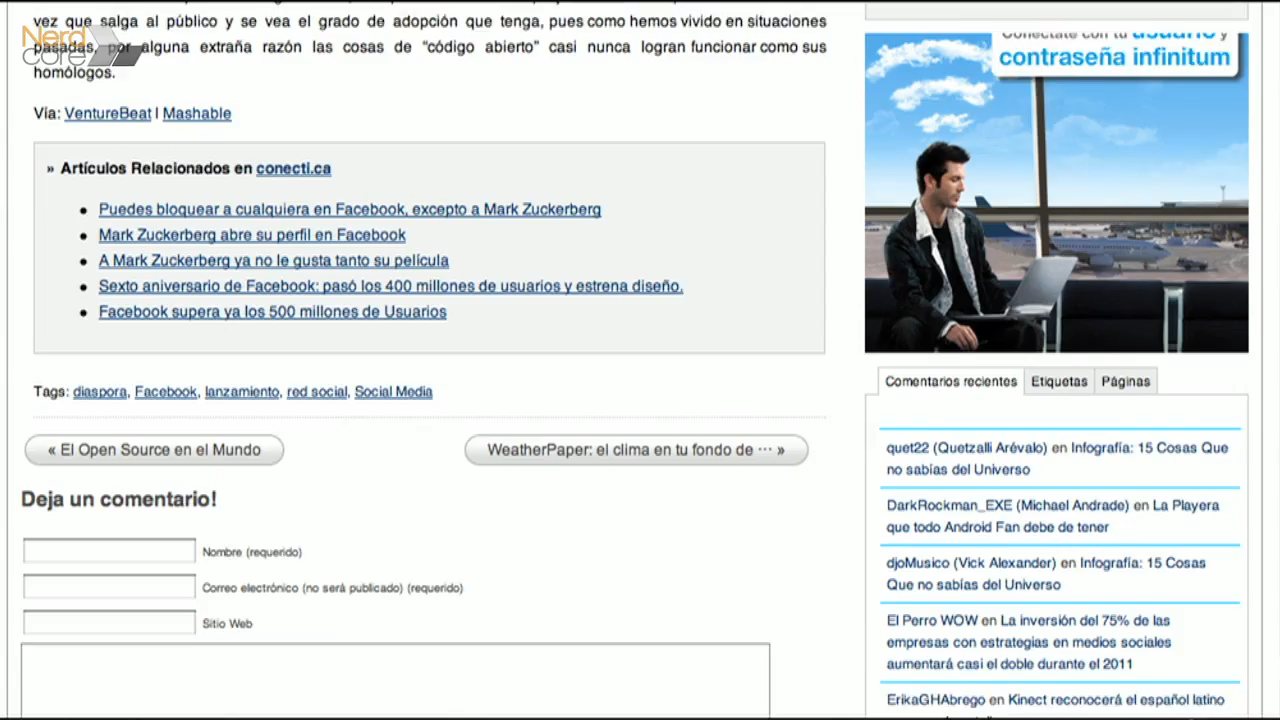 vez que salga al público y se vea el grado de adopción que tenga, pues como hemos vivido en situaciones
pasadas, por alguna extraña razón las cosas de “código abierto” casi nunca logran funcionar como sus
homólogos.
Nerd
core
Vía: VentureBeat | Mashable
» Artículos Relacionados en conecti.ca
Puedes bloquear a cualquiera en Facebook, excepto a Mark Zuckerberg
Mark Zuckerberg abre su perfil en Facebook
A Mark Zuckerberg ya no le gusta tanto su película
Sexto aniversario de Facebook: pasó los 400 millones de usuarios y estrena diseño.
Facebook supera ya los 500 millones de Usuarios
Tags: diaspora, Facebook, lanzamiento, red social, Social Media
« El Open Source en el Mundo
WeatherPaper: el clima en tu fondo de ··· »
Deja un comentario!
Nombre (requerido)
Correo electrónico (no será publicado) (requerido)
Sitio Web
Conéctate con tu usuario y
contraseña infinitum
Comentarios recientes
Etiquetas
Páginas
quet22 (Quetzalli Arévalo) en Infografía: 15 Cosas Que
no sabías del Universo
DarkRockman_EXE (Michael Andrade) en La Playera
que todo Android Fan debe de tener
djoMusico (Vick Alexander) en Infografía: 15 Cosas
Que no sabías del Universo
El Perro WOW en La inversión del 75% de las
empresas con estrategias en medios sociales
aumentará casi el doble durante el 2011
ErikaGHAbrego en Kinect reconocerá el español latino